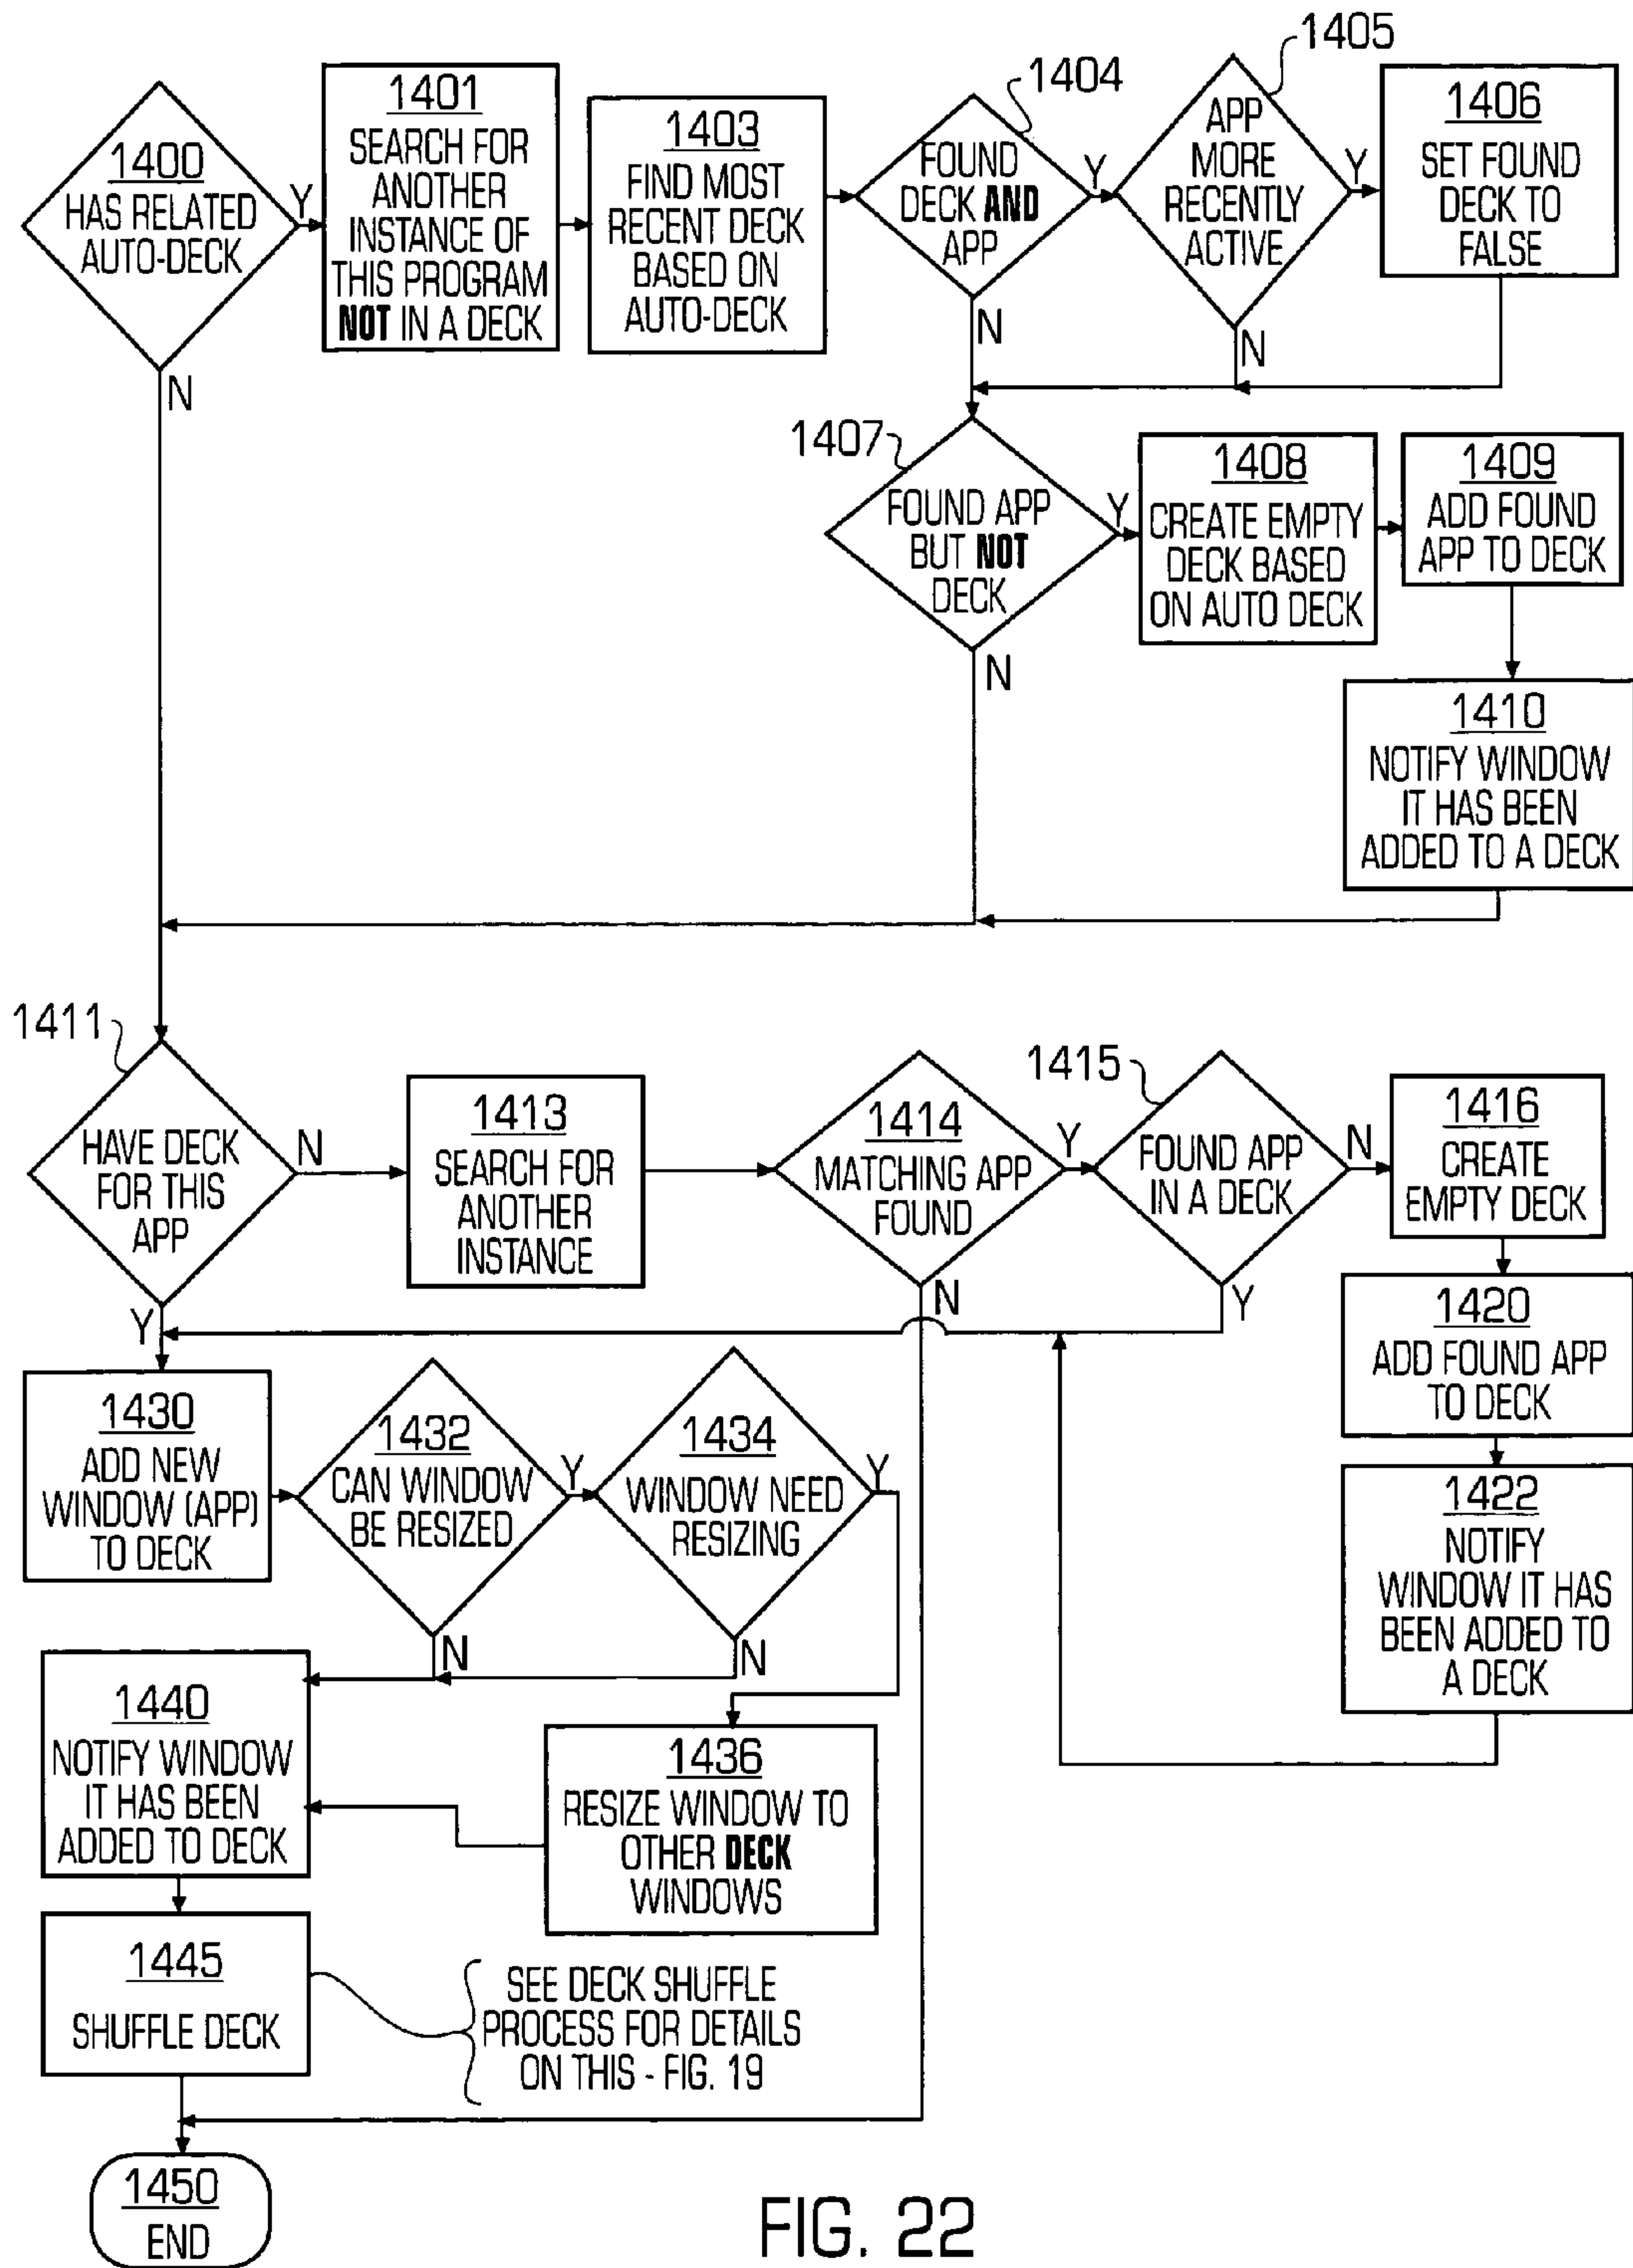 1400
HAS RELATED
AUTO-DECK
Y
N
1401
SEARCH FOR
ANOTHER
INSTANCE OF
THIS PROGRAM
NOT IN A DECK
1403
FIND MOST
RECENT DECK
BASED ON
AUTO-DECK
1404
FOUND
DECK AND
APP
Y
N
1405
APP
MORE
RECENTLY
ACTIVE
Y
N
1406
SET FOUND
DECK TO
FALSE
1407
FOUND APP
BUT NOT
DECK
Y
N
1408
CREATE EMPTY
DECK BASED
ON AUTO DECK
1409
ADD FOUND
APP TO DECK
1410
NOTIFY WINDOW
IT HAS BEEN
ADDED TO A DECK
1411
HAVE DECK
FOR THIS
APP
N
Y
1413
SEARCH FOR
ANOTHER
INSTANCE
1414
MATCHING APP
FOUND
Y
N
1415
FOUND APP
IN A DECK
N
Y
1416
CREATE
EMPTY DECK
1420
ADD FOUND APP
TO DECK
1422
NOTIFY
WINDOW IT HAS
BEEN ADDED TO
A DECK
1430
ADD NEW
WINDOW (APP)
TO DECK
1432
CAN WINDOW
BE RESIZED
Y
N
1434
WINDOW NEED
RESIZING
Y
N
1436
RESIZE WINDOW TO
OTHER DECK
WINDOWS
1440
NOTIFY WINDOW
IT HAS BEEN
ADDED TO DECK
1445
SHUFFLE DECK
SEE DECK SHUFFLE
PROCESS FOR DETAILS
ON THIS - FIG. 19
1450
END
FIG. 22